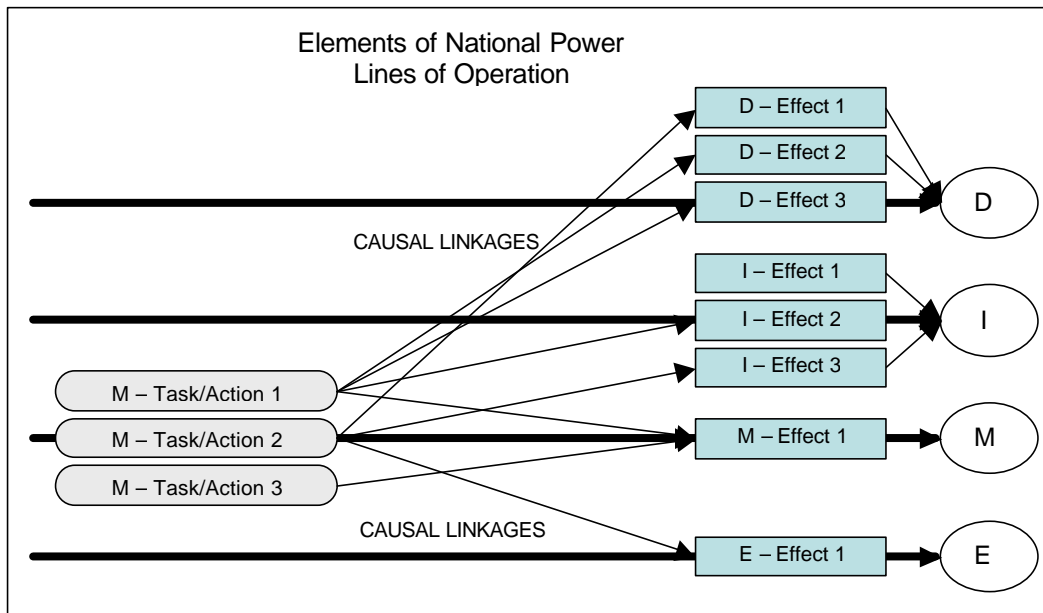 Elements of National Power
Lines of Operation
D – Effect 1
D – Effect 2
D – Effect 3
D
CAUSAL LINKAGES
I – Effect 1
I – Effect 2
I – Effect 3
I
M – Task/Action 1
M – Task/Action 2
M – Task/Action 3
M – Effect 1
M
CAUSAL LINKAGES
E – Effect 1
E